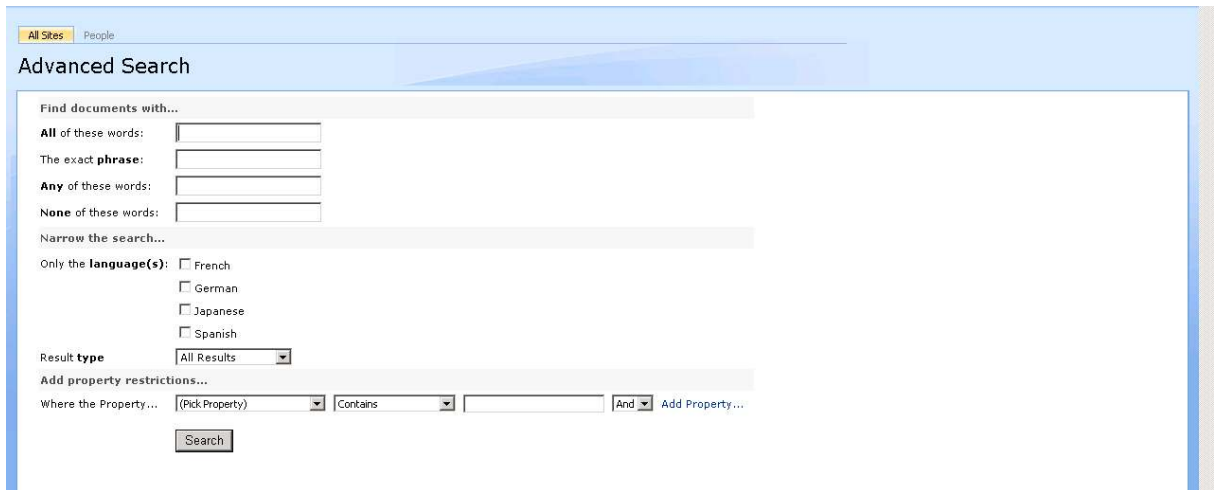 All Sites People
Advanced Search
Find documents with...
All of these words:
The exact phrase:
Any of these words:
None of these words:
Narrow the search...
Only the language(s): French
German
Japanese
Spanish
Result type All Results
Add property restrictions...
Where the Property... (Pick Property) Contains And Add Property...
Search